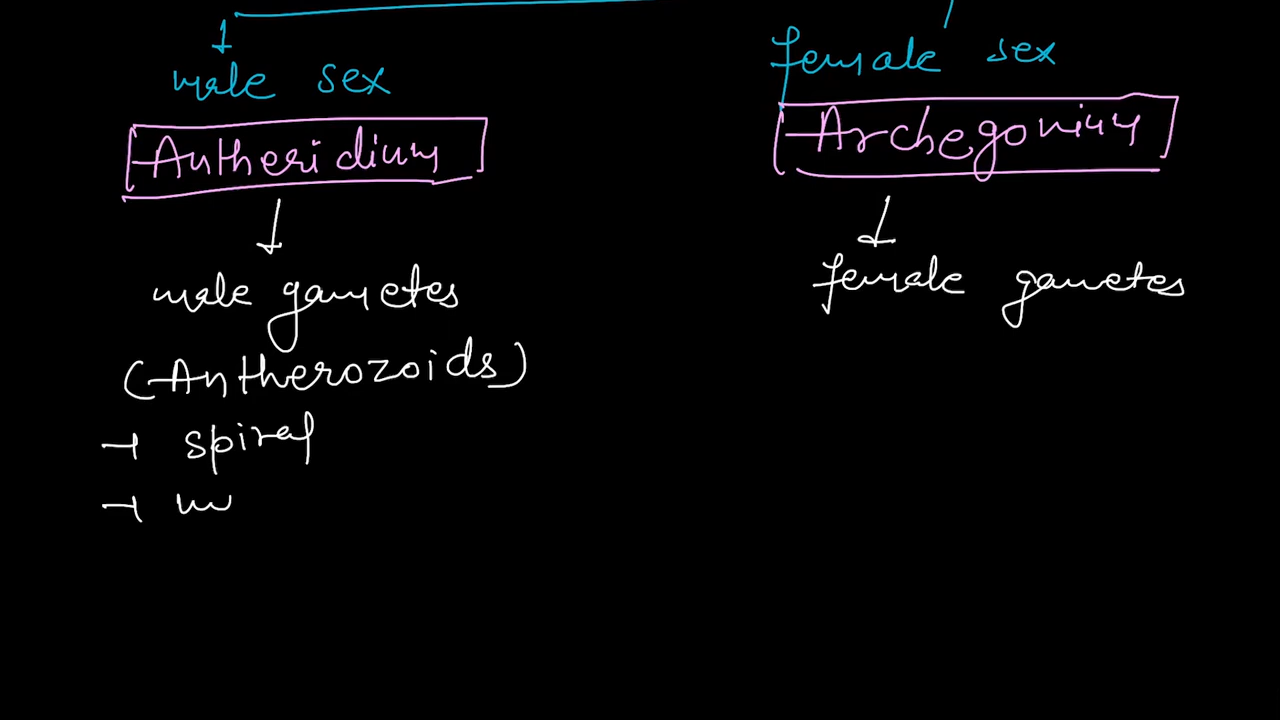 male sex
Antheridium
male gametes
(Antherozoids)
→ spiral
→
female sex
Archegonium
female gametes